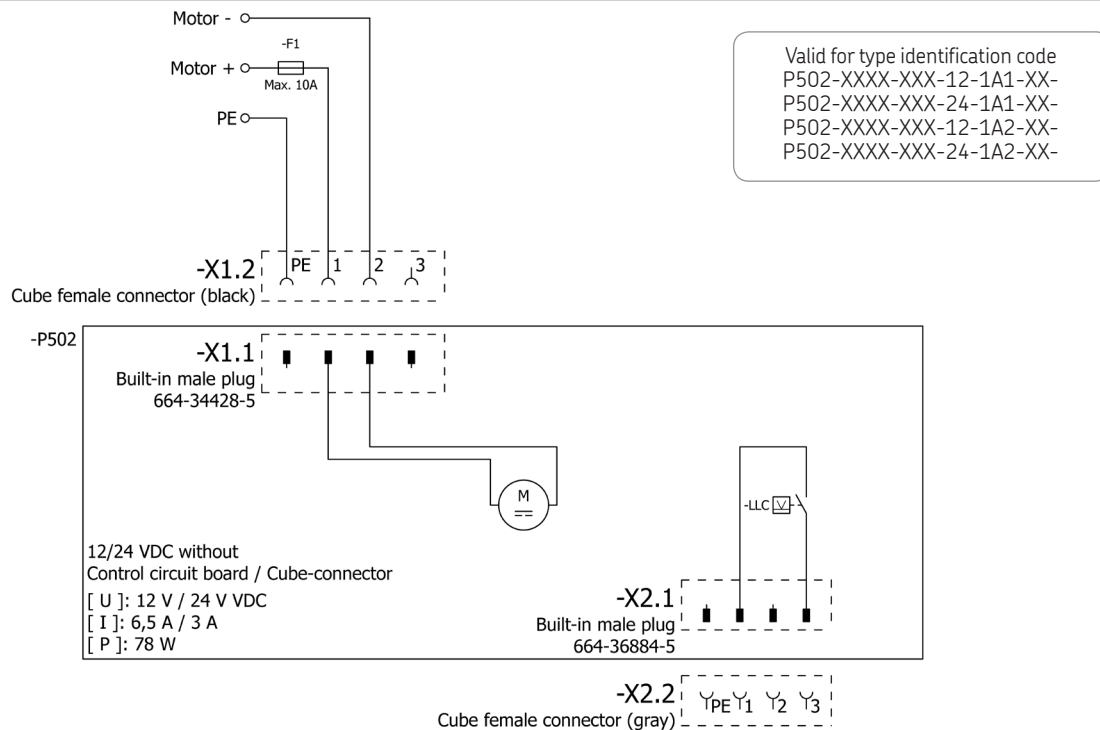 Motor -
-F1
Motor +
Max. 10A
PE
Valid for type identification code
P502-XXXX-XXX-12-1A1-XX-
P502-XXXX-XXX-24-1A1-XX-
P502-XXXX-XXX-12-1A2-XX-
P502-XXXX-XXX-24-1A2-XX-
-X1.2
PE 1 2 3
Cube female connector (black)
-P502
-X1.1
Built-in male plug
664-34428-5
M
-LLC
12/24 VDC without
Control circuit board / Cube-connector
[ U ]: 12 V / 24 V VDC
[ I ]: 6,5 A / 3 A
[ P ]: 78 W
-X2.1
Built-in male plug
664-36884-5
-X2.2
PE 1 2 3
Cube female connector (gray)